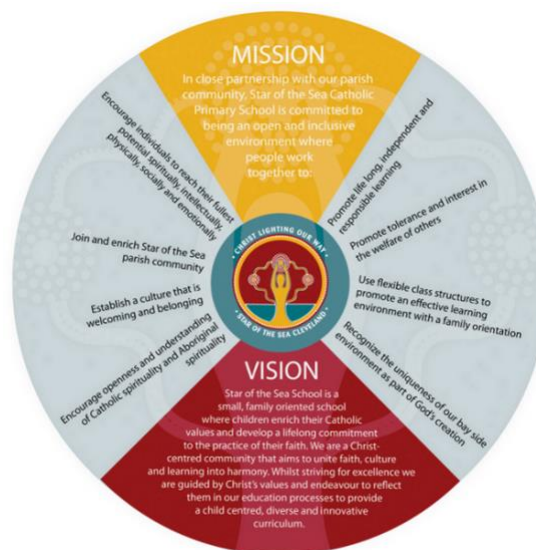 MISSION
In close partnership with our parish
community, Star of the Sea Catholic
Primary School is committed to
being an open and inclusive
environment where
people work
together to:
Encourage individuals to reach their fullest
potential spiritually, intellectually,
physically, socially and emotionally
Join and enrich Star of the Sea
parish community
Establish a culture that is
welcoming and belonging
Encourage openness and understanding
of Catholic spirituality and Aboriginal
spirituality
Promote life long, independent and
responsible learning
Promote tolerance and interest in
the welfare of others
Use flexible class structures to
promote an effective learning
environment with a family orientation
Recognize the uniqueness of our bay side
environment as part of God's creation
• CHRIST LIGHTING OUR WAY •
STAR OF THE SEA CLEVELAND
VISION
Star of the Sea School is a
small, family oriented school
where children enrich their Catholic
values and develop a lifelong commitment
to the practice of their faith. We are a Christ-
centred community that aims to unite faith, culture
and learning into harmony. Whilst striving for excellence we
are guided by Christ's values and endeavour to reflect
them in our education processes to provide
a child centred, diverse and innovative
curriculum.